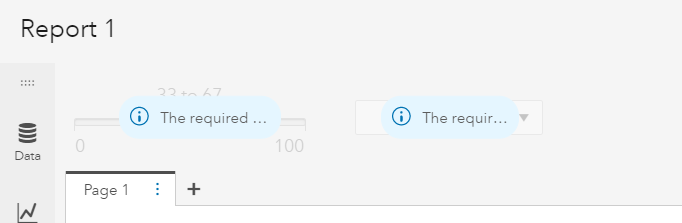 Report 1
33 to 67
The required ...
The requir...
0
100
Data
Page 1